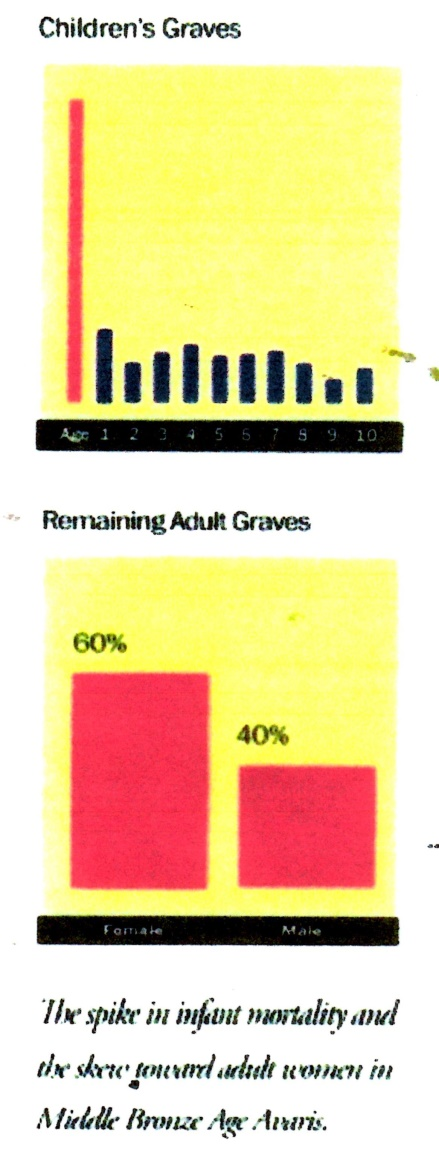 Children's Graves
Age 1 2 3 4 5 6 7 8 9 10
Remaining Adult Graves
60%
40%
Female Male
The spike in infant mortality and
the skew toward adult women in
Middle Bronze Age Avaris.